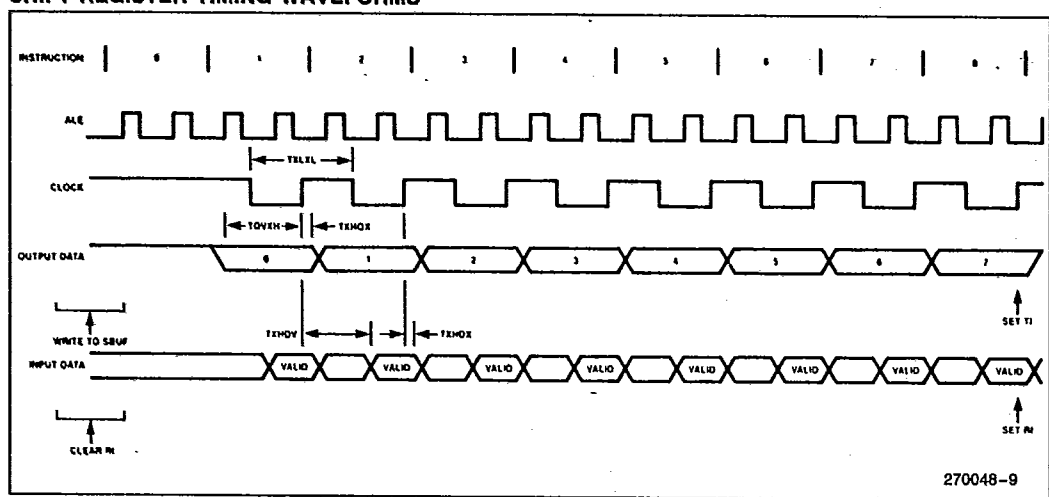 SHIFT REGISTER TIMING WAVEFORMS
INSTRUCTION 0 1 2 3 4 5 6 7 8
ALE
TXLXL
CLOCK
TQVXH TXHQX
OUTPUT DATA 0 1 2 3 4 5 6 7
WRITE TO SBUF TXHDV TXHDX SET TI
INPUT DATA VALID VALID VALID VALID VALID VALID VALID VALID
CLEAR RI SET RI
270048-9